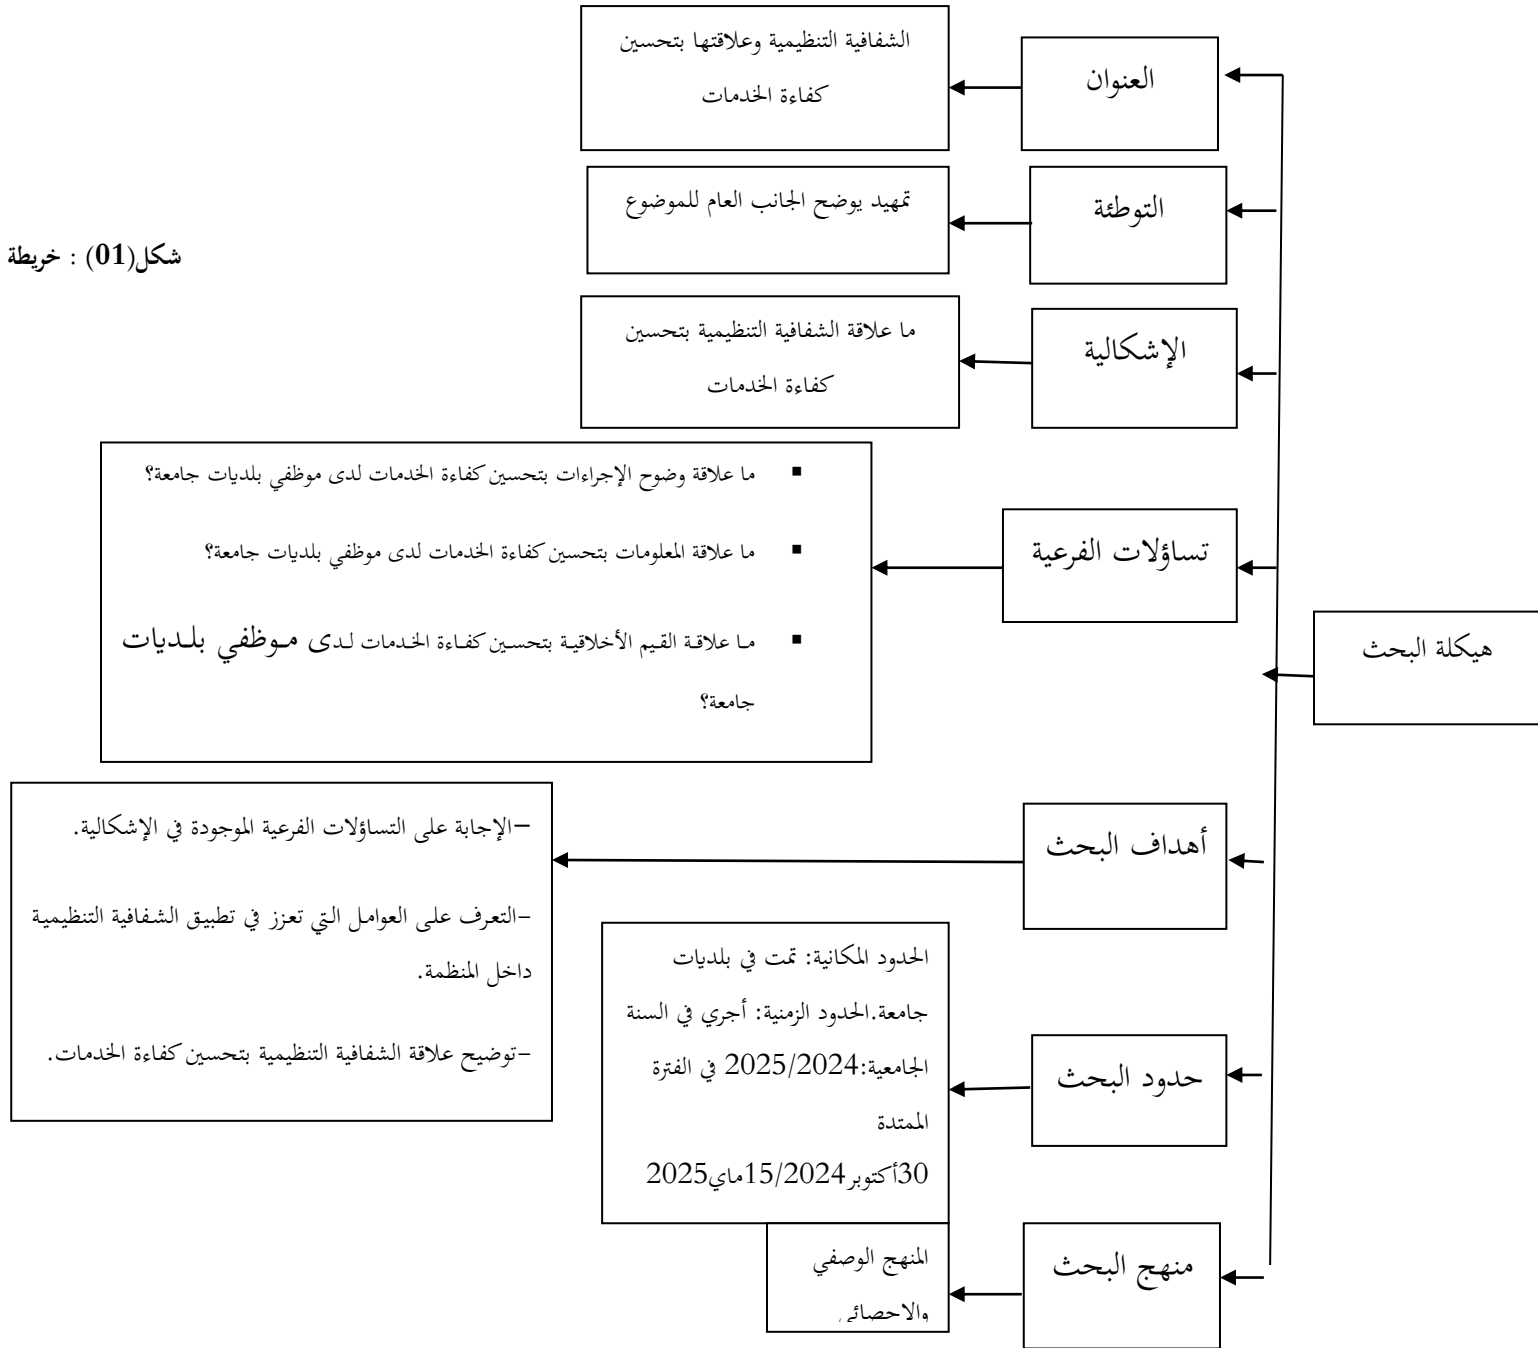 هيكلة البحث
العنوان
الشفافية التنظيمية وعلاقتها بتحسين
كفاءة الخدمات
التوطئة
تمهيد يوضح الجانب العام للموضوع
شكل(01) : خريطة
الإشكالية
ما علاقة الشفافية التنظيمية بتحسين
كفاءة الخدمات
تساؤلات الفرعية
▪ ما علاقة وضوح الإجراءات بتحسين كفاءة الخدمات لدى موظفي بلديات جامعة؟
▪ ما علاقة المعلومات بتحسين كفاءة الخدمات لدى موظفي بلديات جامعة؟
▪ ما علاقة القيم الأخلاقية بتحسين كفاءة الخدمات لدى موظفي بلديات
جامعة؟
أهداف البحث
–الإجابة على التساؤلات الفرعية الموجودة في الإشكالية.
-التعرف على العوامل التي تعزز في تطبيق الشفافية التنظيمية
داخل المنظمة.
-توضيح علاقة الشفافية التنظيمية بتحسين كفاءة الخدمات.
حدود البحث
الحدود المكانية: تمت في بلديات
جامعة.الحدود الزمنية: أجري في السنة
الجامعية:2025/2024 في الفترة
الممتدة
30أكتوبر15/2024ماي2025
منهج البحث
المنهج الوصفي
والاحصائي